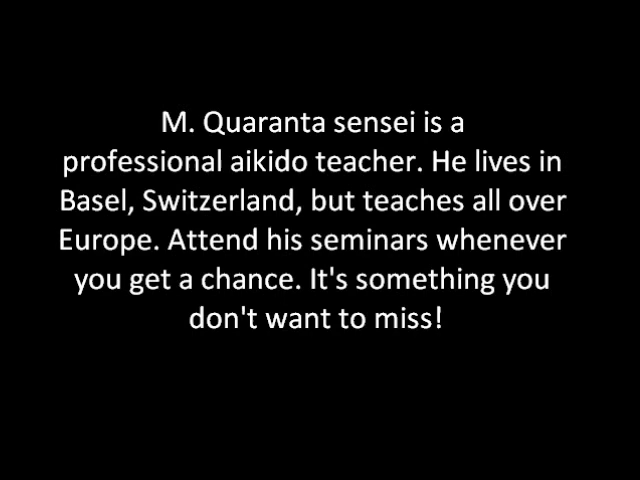 M. Quaranta sensei is a
professional aikido teacher. He lives in
Basel, Switzerland, but teaches all over
Europe. Attend his seminars whenever
you get a chance. It's something you
don't want to miss!